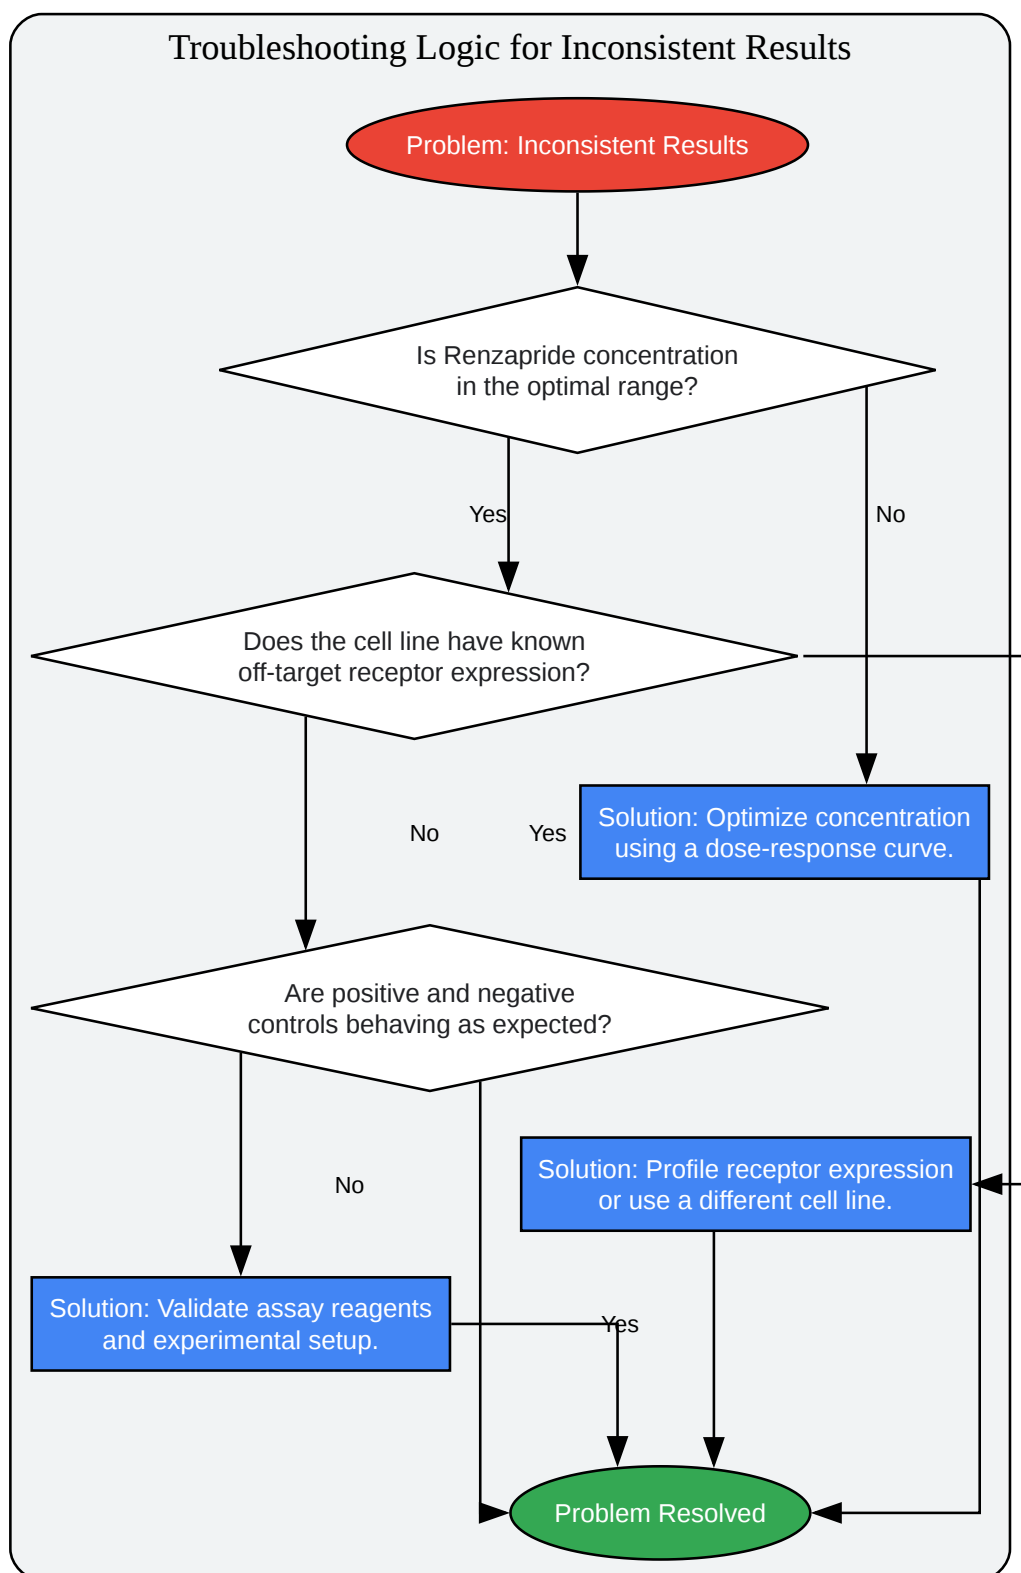 Troubleshooting Logic for Inconsistent Results
Problem: Inconsistent Results
Is Renzapride concentration
in the optimal range?
Yes
No
Does the cell line have known
off-target receptor expression?
No
Yes
Solution: Optimize concentration
using a dose-response curve.
Are positive and negative
controls behaving as expected?
No
Solution: Profile receptor expression
or use a different cell line.
Solution: Validate assay reagents
and experimental setup.
Yes
Problem Resolved